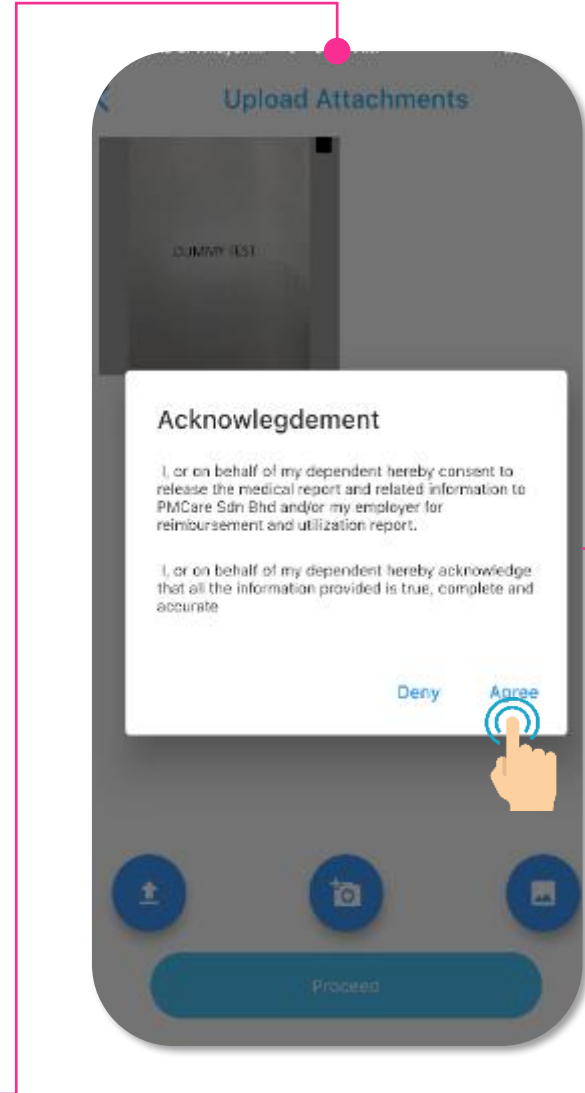 Upload Attachments
DUMMY TEST
Acknowlegdement
I, or on behalf of my dependent hereby consent to
release the medical report and related information to
PMCare Sdn Bhd and/or my employer for
reimbursement and utilization report.
I, or on behalf of my dependent hereby acknowledge
that all the information provided is true, complete and
accurate
Deny Agree
Proceed